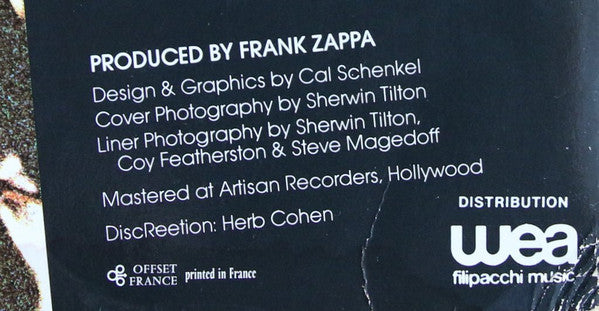 PRODUCED BY FRANK ZAPPA
Design & Graphics by Cal Schenkel
Cover Photography by Sherwin Tilton
Liner Photography by Sherwin Tilton,
Coy Featherston & Steve Magedoff
Mastered at Artisan Recorders, Hollywood
DiscReetion: Herb Cohen
OFFSET
FRANCE printed in France
DISTRIBUTION
wea
filipacchi music